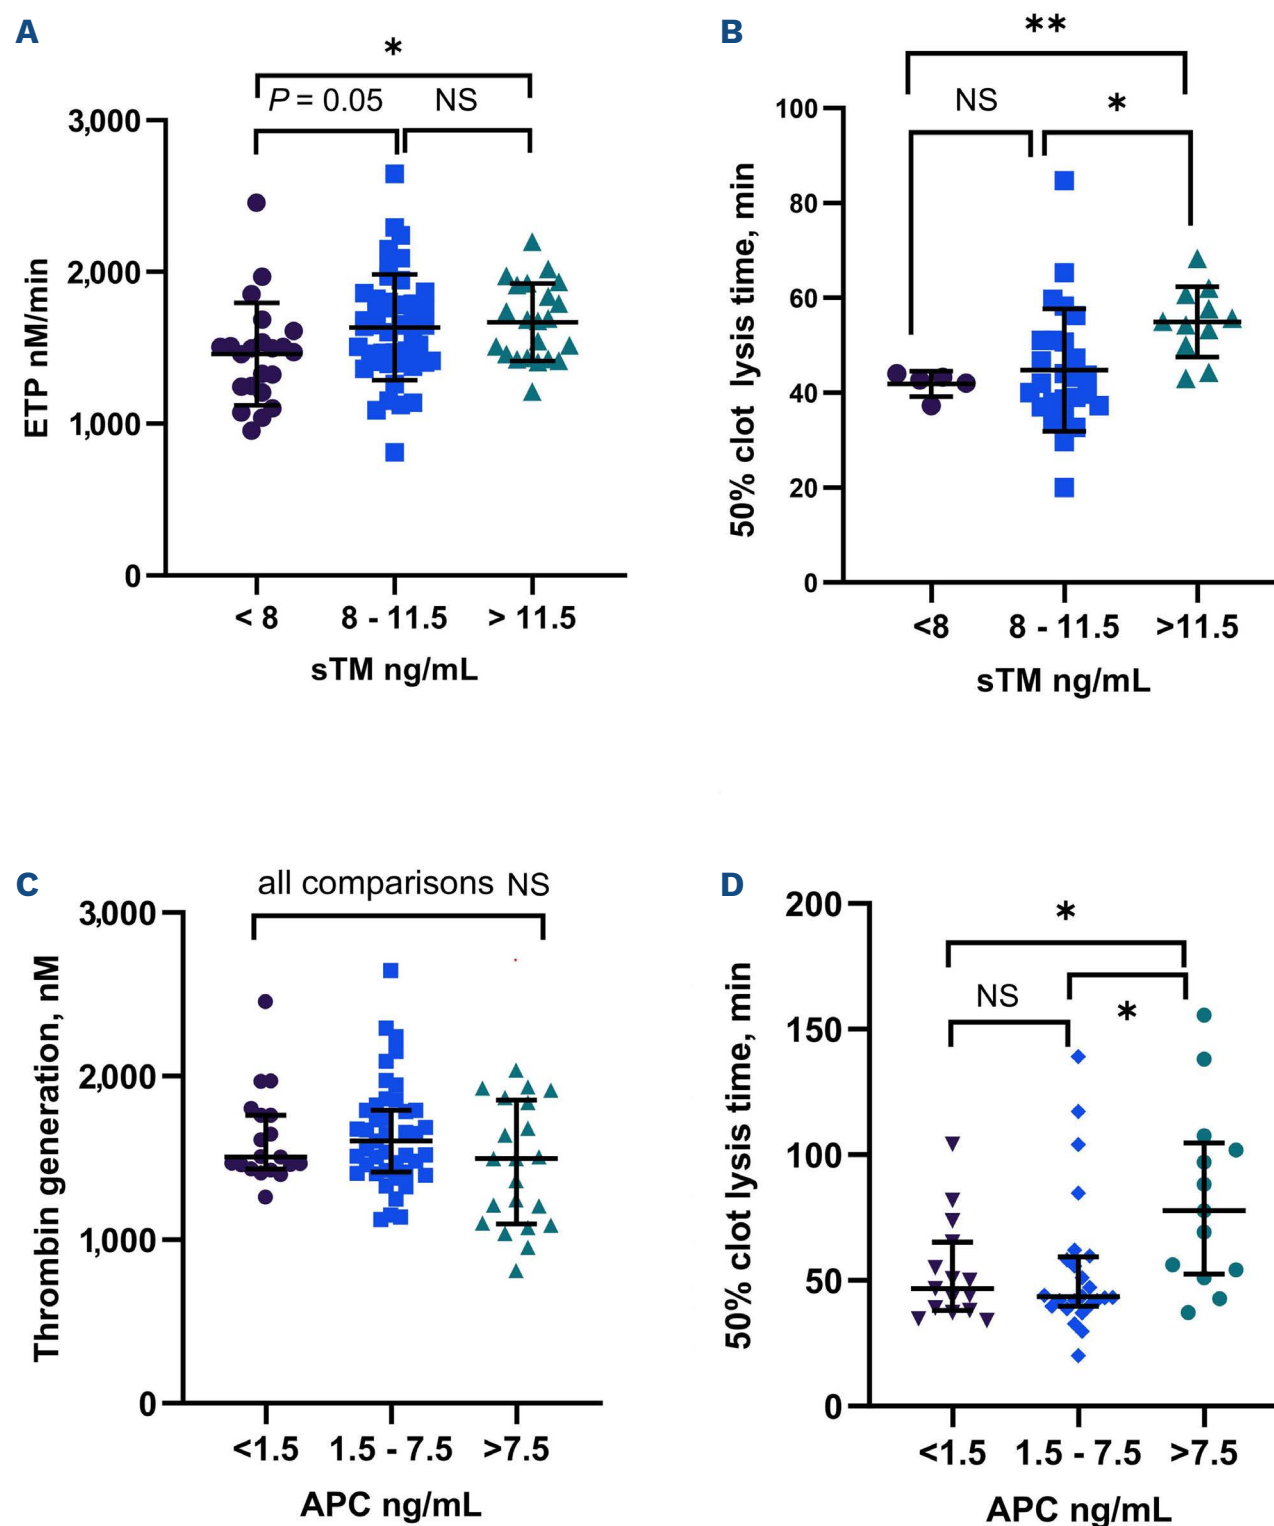 A
*
P = 0.05
NS
3,000
2,000
1,000
0
ETP nM/min
< 8
8 - 11.5
> 11.5
sTM ng/mL
B
**
NS
*
100
80
60
40
20
0
50% clot lysis time, min
<8
8 - 11.5
>11.5
sTM ng/mL
C
all comparisons NS
3,000
2,000
1,000
0
Thrombin generation, nM
<1.5
1.5 - 7.5
>7.5
APC ng/mL
D
*
NS
*
200
150
100
50
0
50% clot lysis time, min
<1.5
1.5 - 7.5
>7.5
APC ng/mL